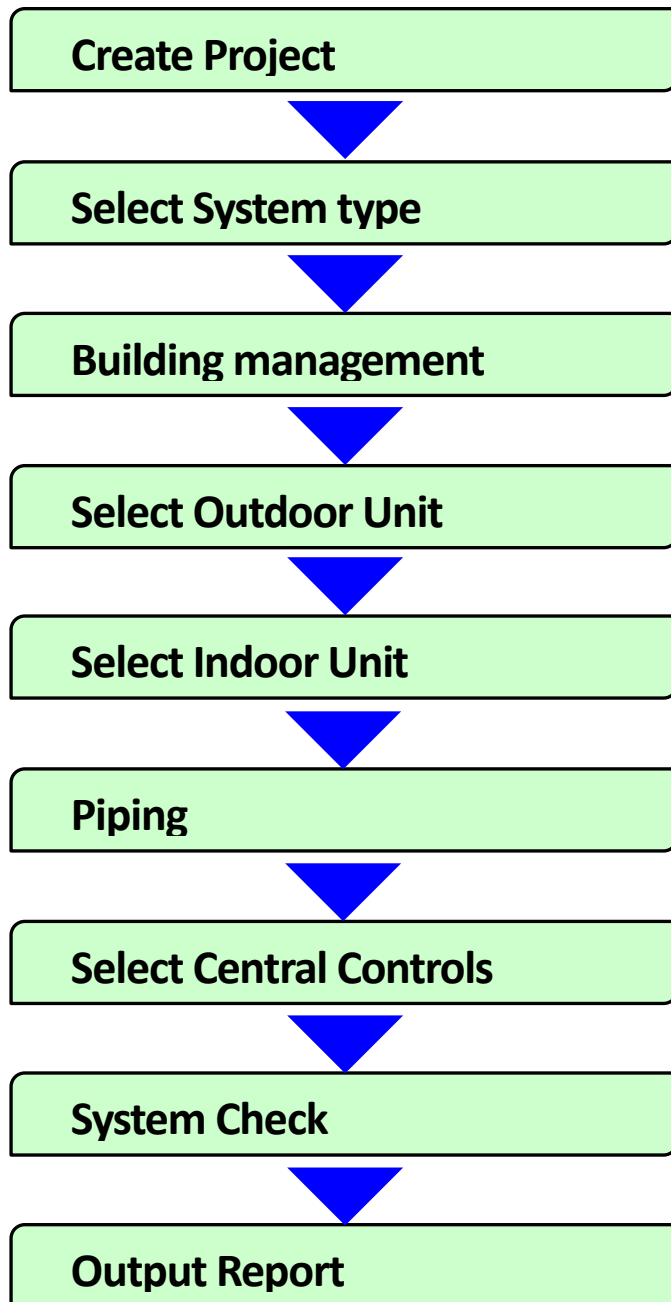 Create Project
Select System type
Building management
Select Outdoor Unit
Select Indoor Unit
Piping
Select Central Controls
System Check
Output Report